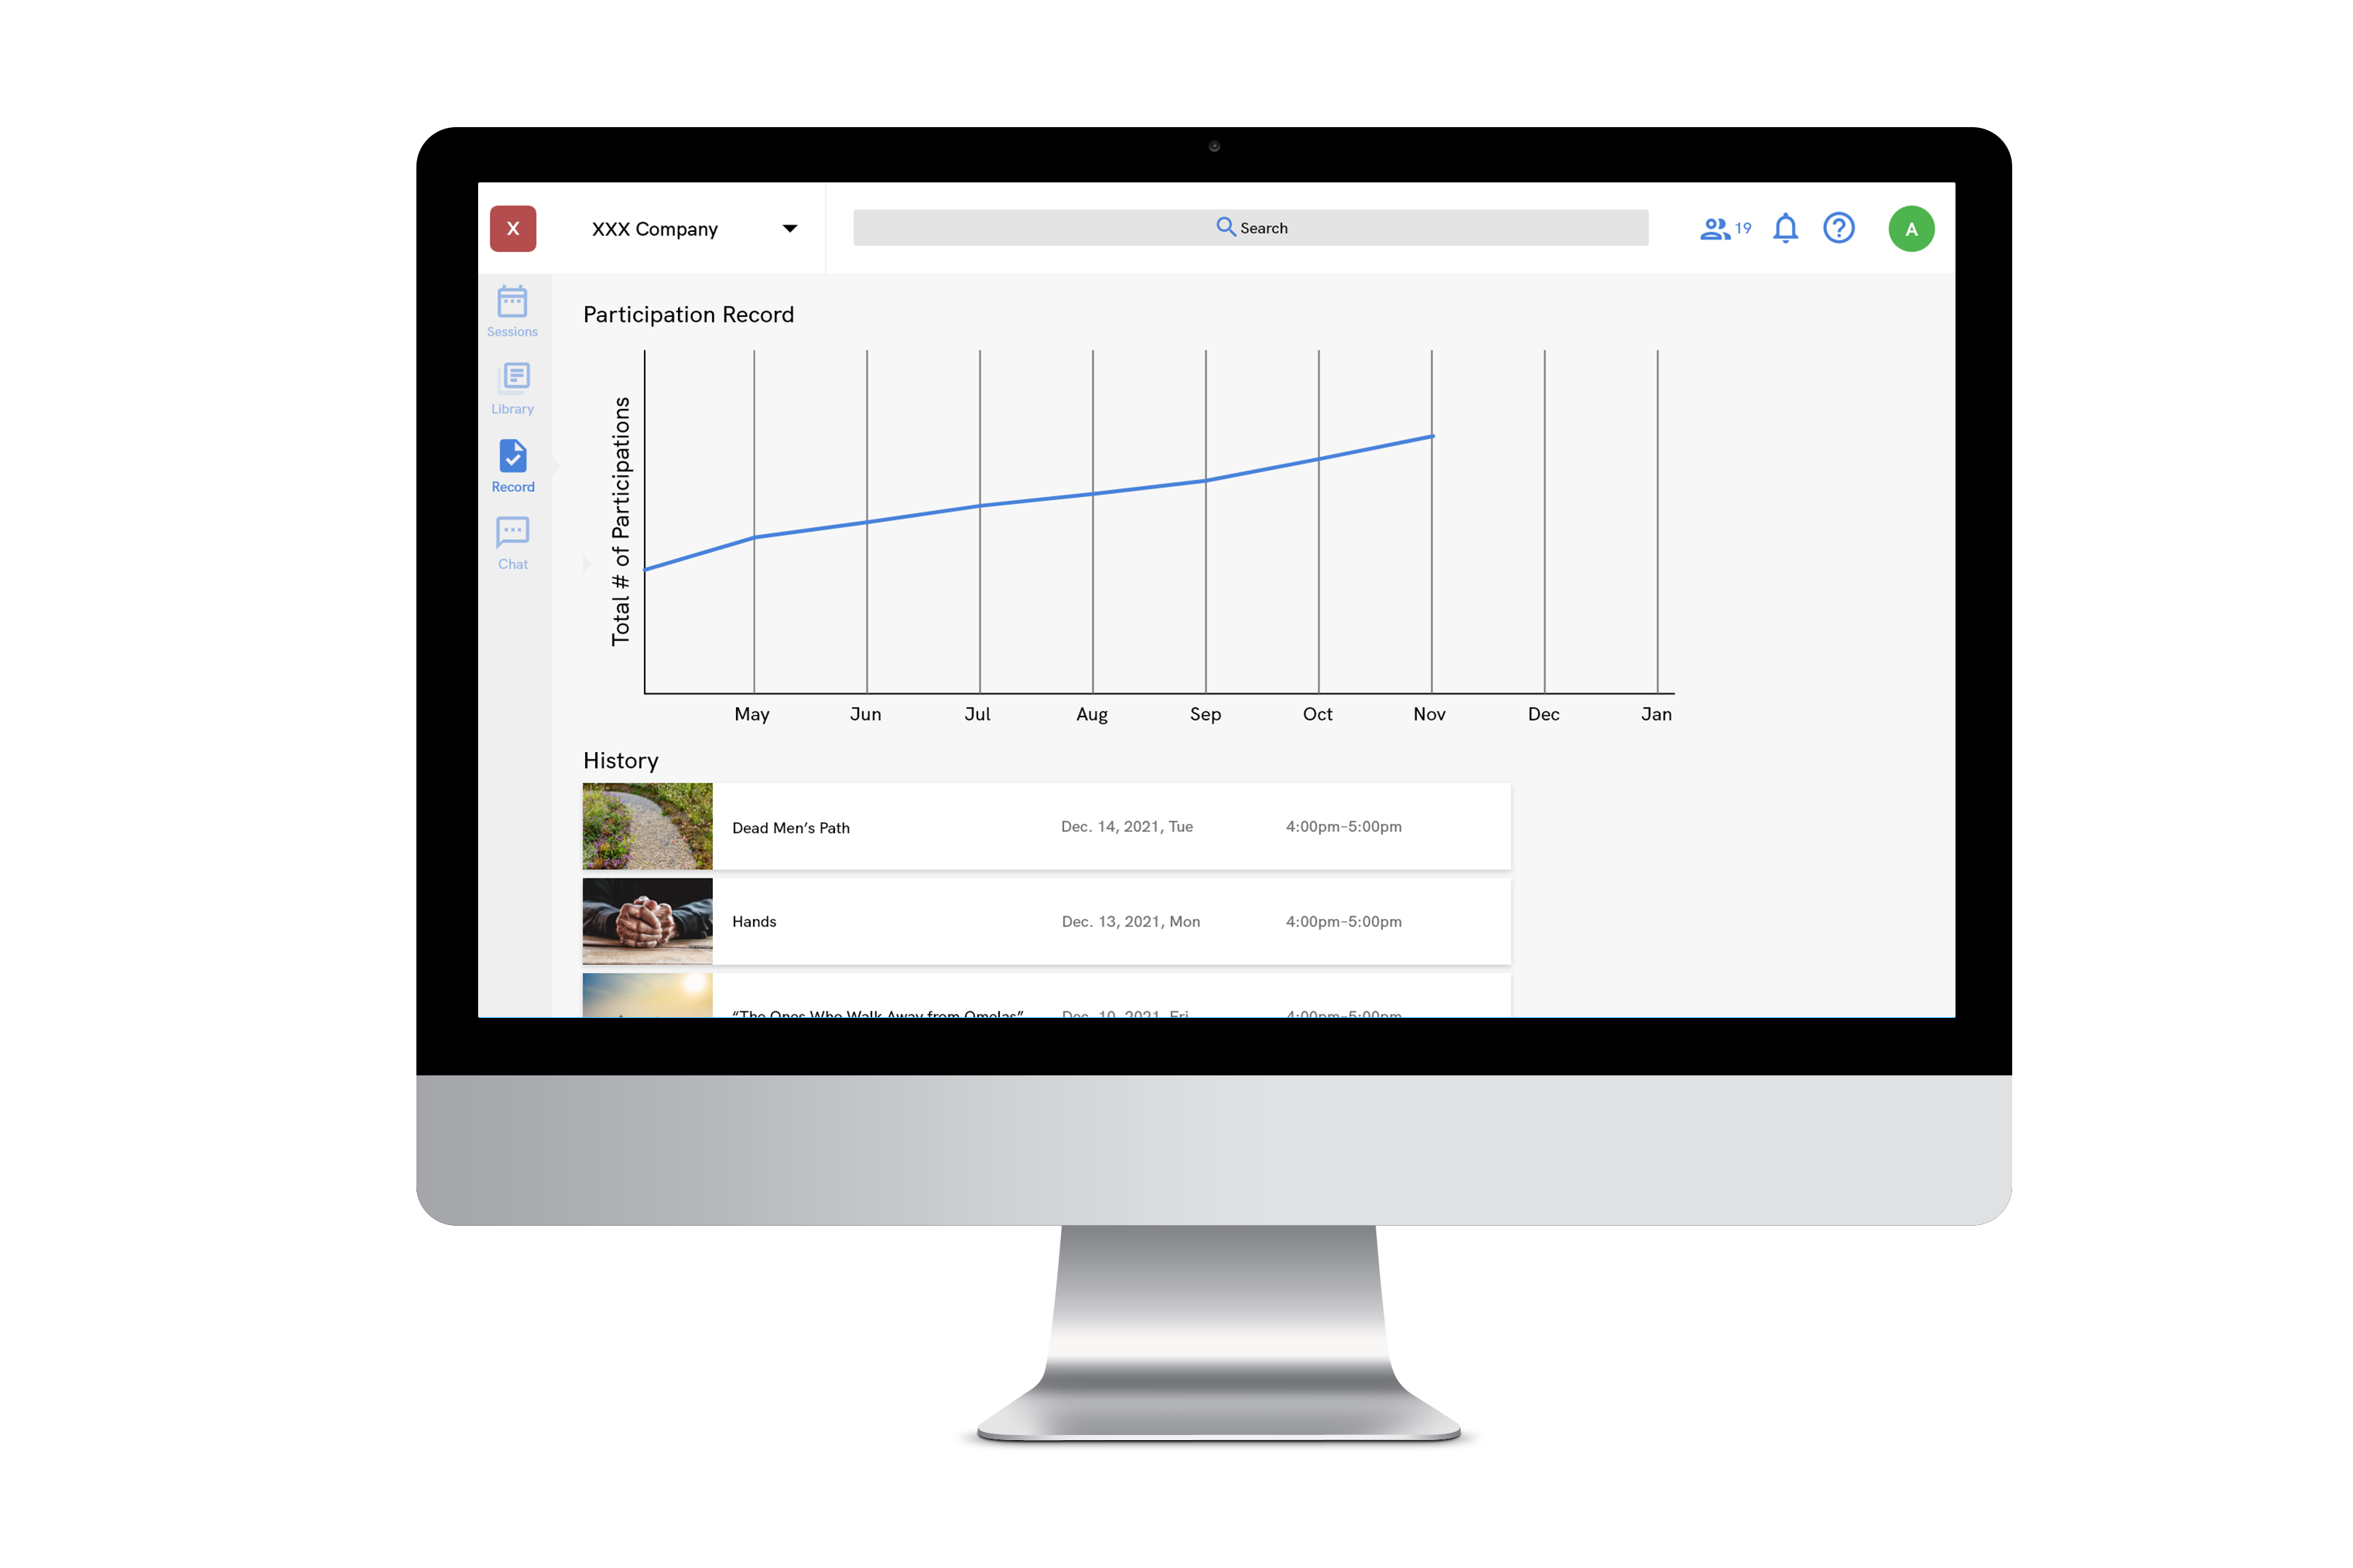 X
XXX Company
Search
19
A
Sessions
Library
Record
Chat
Participation Record
Total # of Participations
May Jun Jul Aug Sep Oct Nov Dec Jan
History
Dead Men’s Path Dec. 14, 2021, Tue 4:00pm–5:00pm
Hands Dec. 13, 2021, Mon 4:00pm–5:00pm
“The Ones Who Walk Away from Omelas” Dec. 10, 2021, Fri 4:00pm–5:00pm